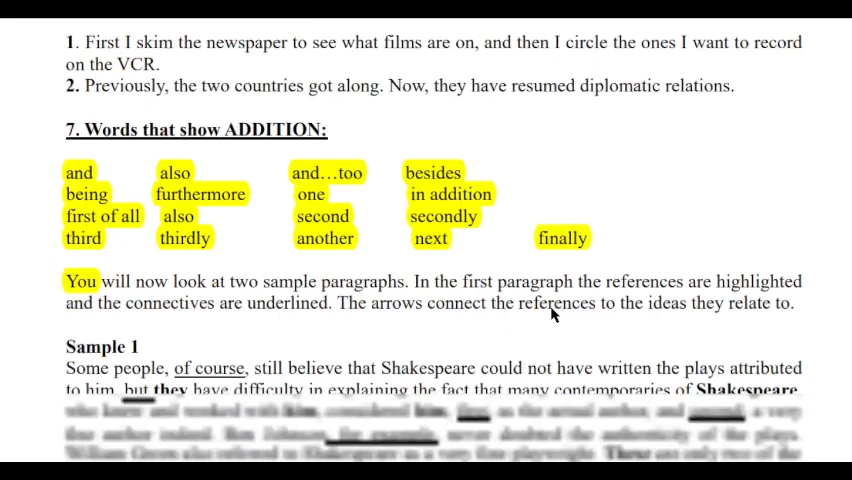 1. First I skim the newspaper to see what films are on, and then I circle the ones I want to record
on the VCR.
2. Previously, the two countries got along. Now, they have resumed diplomatic relations.
7. Words that show ADDITION:
and also and…too besides
being furthermore one in addition
first of all also second secondly
third thirdly another next finally
You will now look at two sample paragraphs. In the first paragraph the references are highlighted
and the connectives are underlined. The arrows connect the references to the ideas they relate to.
Sample 1
Some people, of course, still believe that Shakespeare could not have written the plays attributed
to him, but they have difficulty in explaining the fact that many contemporaries of Shakespeare,